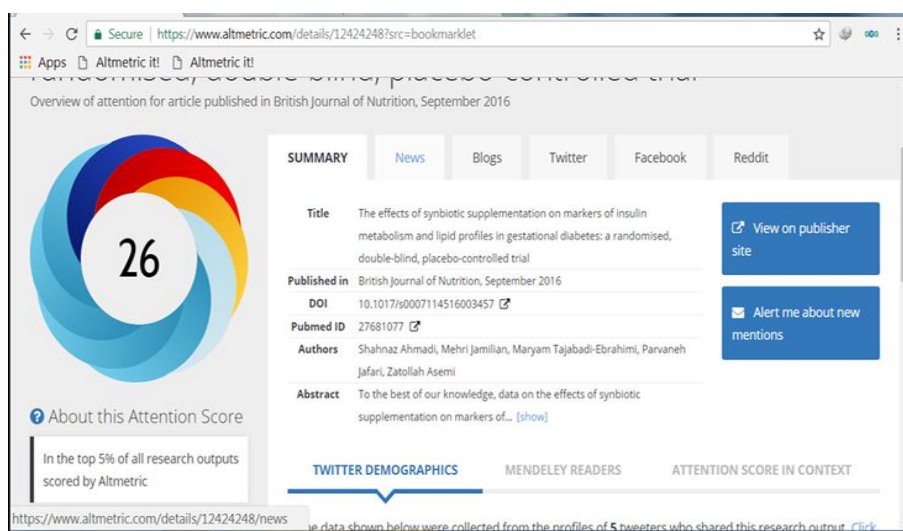 Secure | https://www.altmetric.com/details/12424248?src=bookmarklet
Apps Altmetric it! Altmetric it!
randomised, double-blind, placebo-controlled trial
Overview of attention for article published in British Journal of Nutrition, September 2016
26
SUMMARY News Blogs Twitter Facebook Reddit
Title The effects of synbiotic supplementation on markers of insulin
metabolism and lipid profiles in gestational diabetes: a randomised,
double-blind, placebo-controlled trial
Published in British Journal of Nutrition, September 2016
DOI 10.1017/s0007114516003457
Pubmed ID 27681077
Authors Shahnaz Ahmadi, Mehri Jamilian, Maryam Tajabadi-Ebrahimi, Parvaneh
Jafari, Zatollah Asemi
Abstract To the best of our knowledge, data on the effects of synbiotic
supplementation on markers of... [show]
View on publisher
site
Alert me about new
mentions
About this Attention Score
In the top 5% of all research outputs
scored by Altmetric
TWITTER DEMOGRAPHICS MENDELEY READERS ATTENTION SCORE IN CONTEXT
https://www.altmetric.com/details/12424248/news
data shown below were collected from the profiles of 5 tweeters who shared this research output. Click